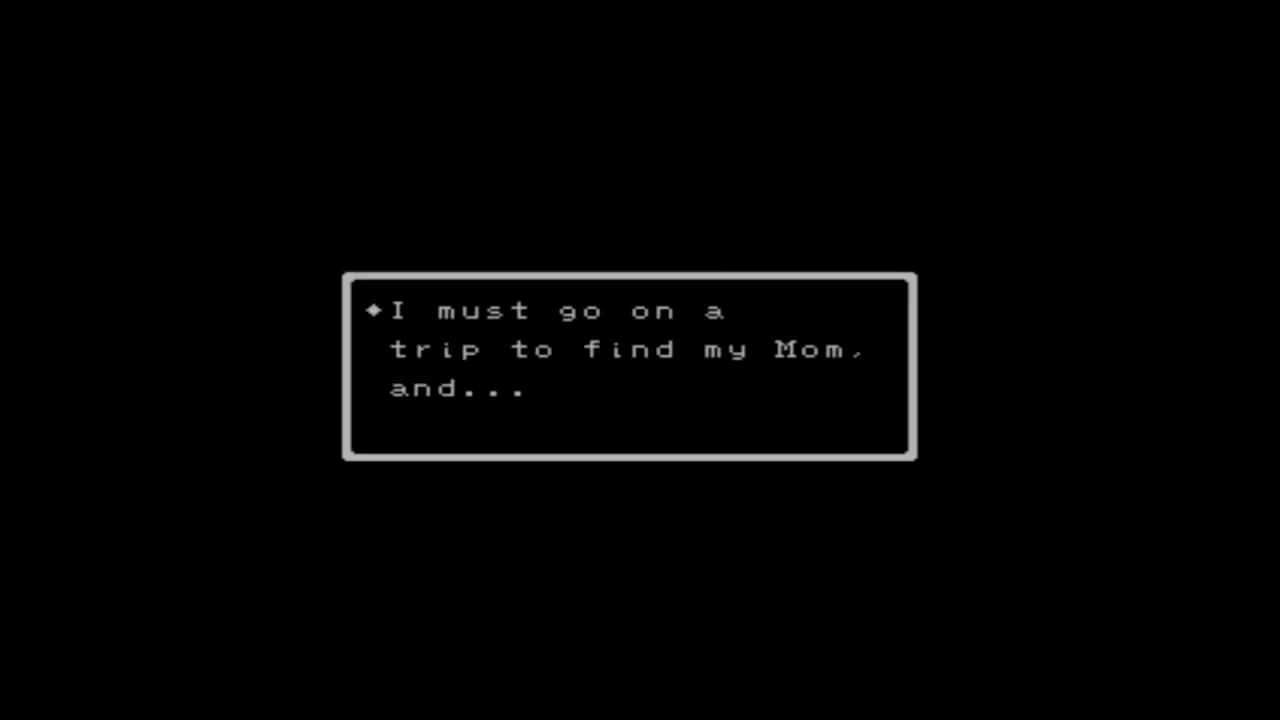 ◆I must go on a
trip to find my Mom,
and...